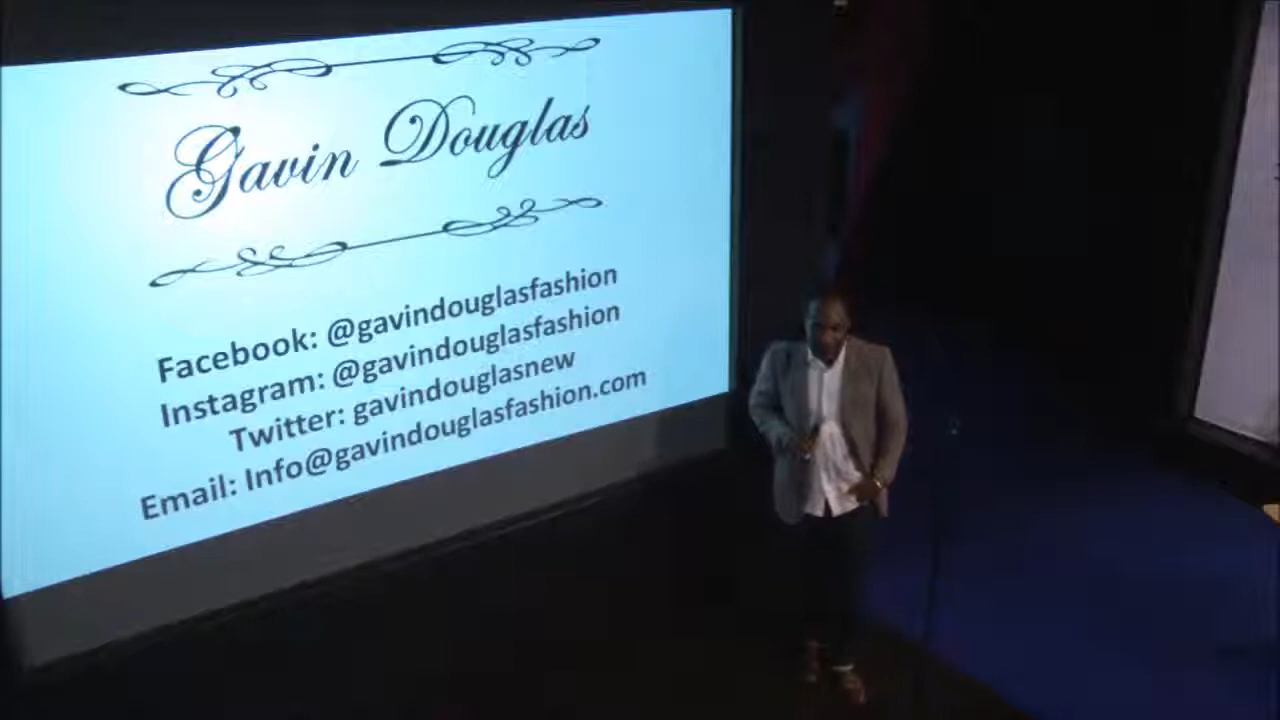 Gavin Douglas
Facebook: @gavindouglasfashion
Instagram: @gavindouglasfashion
Twitter: gavindouglasnew
Email: Info@gavindouglasfashion.com